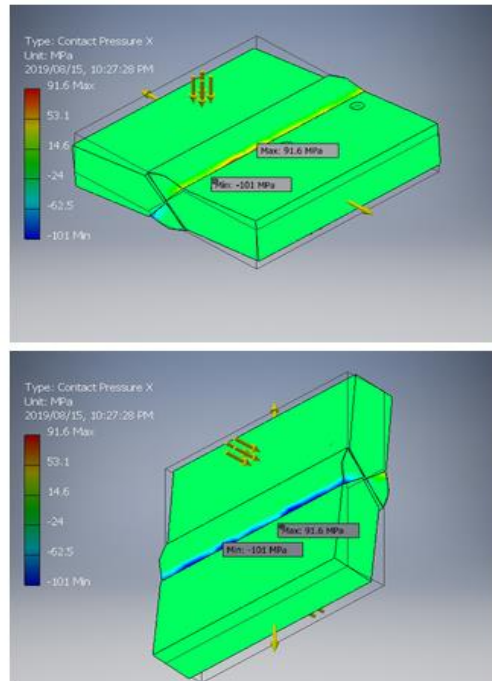 Type: Contact Pressure X
Unit: MPa
2019/08/15, 10:27:28 PM
91.6 Max
53.1
14.6
-24
-62.5
-101 Min
Max: 91.6 MPa
Min: -101 MPa
Type: Contact Pressure X
Unit: MPa
2019/08/15, 10:27:28 PM
91.6 Max
53.1
14.6
-24
-62.5
-101 Min
Max: 91.6 MPa
Min: -101 MPa